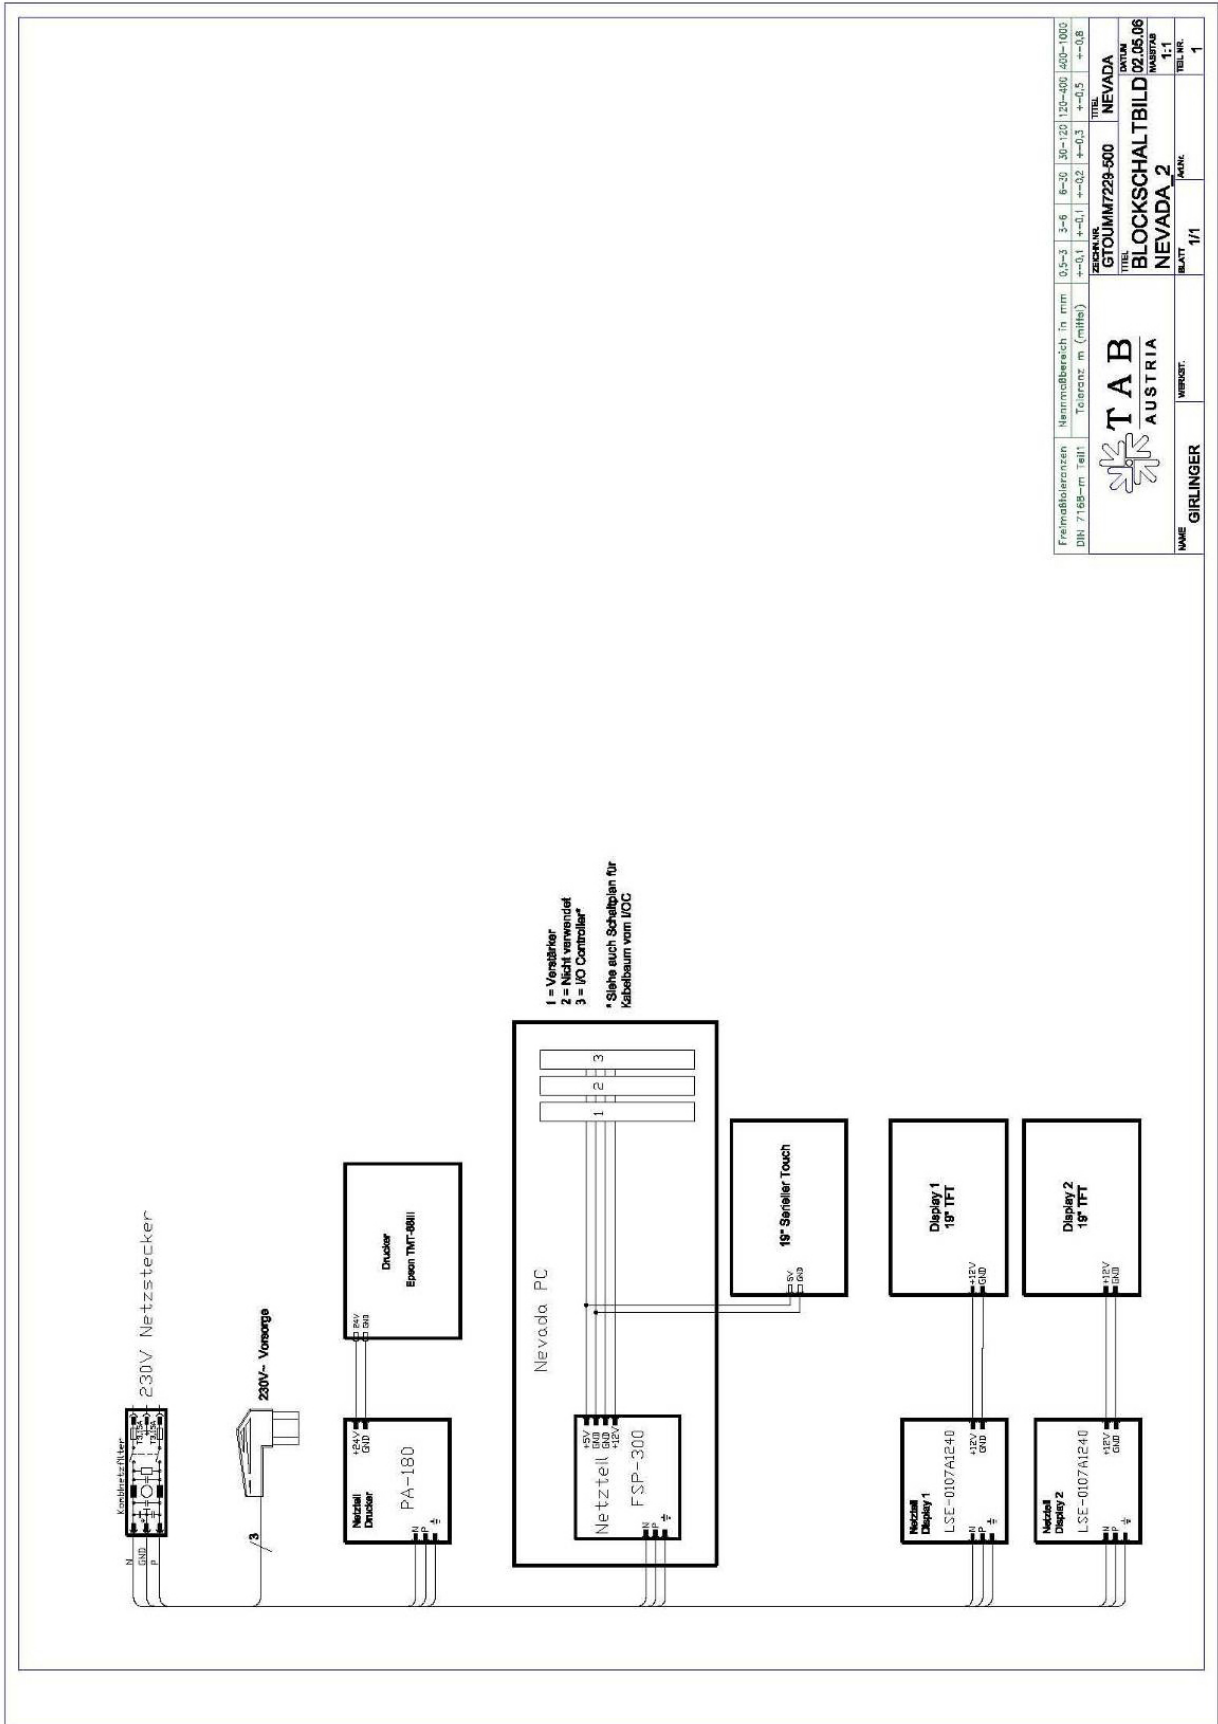 Kombinetzfilter
N
GND
P
T3,15A
T3,15A
230V Netzstecker
3
230V~ Vorsorge
Netzteil
Drucker
PA-180
N
P
+24V
GND
24V
GND
Drucker
Epson TMT-88III
Nevada PC
Netzteil
FSP-300
N
P
+5V
GND
GND
+12V
1
2
3
1 = Verstärker
2 = Nicht verwendet
3 = I/O Controller*
* Siehe auch Schaltplan für
Kabelbaum vom I/OC
5V
GND
19" Serieller Touch
Netzteil
Display 1
LSE-0107A1240
N
P
+12V
GND
+12V
GND
Display 1
19" TFT
Netzteil
Display 2
LSE-0107A1240
N
P
+12V
GND
+12V
GND
Display 2
19" TFT
Freimaßtoleranzen Nennmaßbereich in mm 0,5-3 3-6 6-30 30-120 120-400 400-1000
DIN 7168-m Teil1 Toleranz m (mittel) +-0,1 +-0,1 +-0,2 +-0,3 +-0,5 +-0,8
TAB
AUSTRIA
ZEICHN.NR.
GTOUMM7229-500
TITEL
NEVADA
TITEL
BLOCKSCHALTBILD
NEVADA_2
DATUM
02.05.06
MASSTAB
1:1
NAME
GIRLINGER
WERKST.
BLATT
1/1
Art.Nr.
TEIL NR.
1